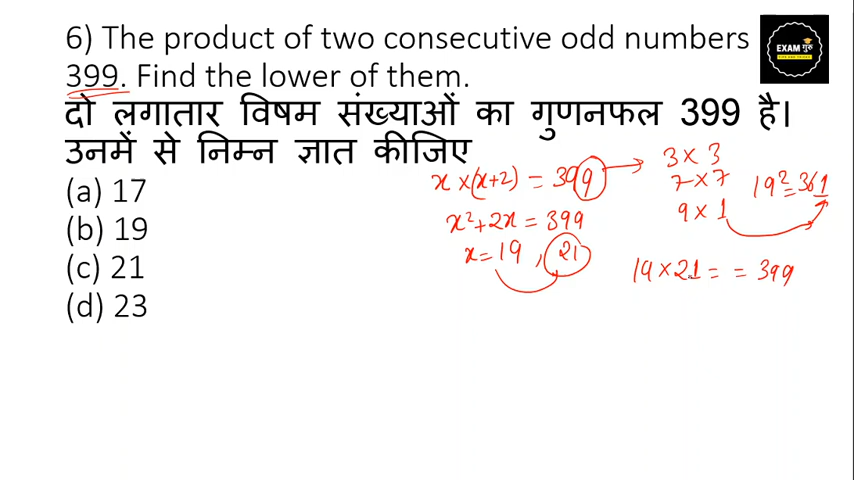 6) The product of two consecutive odd numbers
399. Find the lower of them.
दो लगातार विषम संख्याओं का गुणनफल 399 है।
उनमें से निम्न ज्ञात कीजिए
(a) 17
(b) 19
(c) 21
(d) 23
EXAM गुरु
x × (x+2) = 399
x²+2x = 399
x = 19 , 21
3 × 3
7 × 7
9 × 1
19² = 361
19 × 21 = = 399